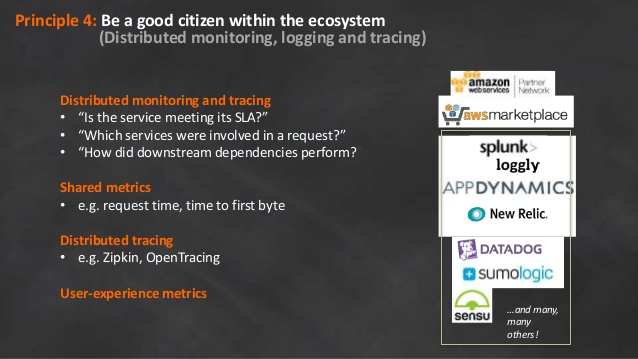 Principle 4: Be a good citizen within the ecosystem
(Distributed monitoring, logging and tracing)
Distributed monitoring and tracing
• “Is the service meeting its SLA?”
• “Which services were involved in a request?”
• “How did downstream dependencies perform?
Shared metrics
• e.g. request time, time to first byte
Distributed tracing
• e.g. Zipkin, OpenTracing
User-experience metrics
amazon webservices Partner Network
awsmarketplace
splunk>
loggly
APPDYNAMICS
New Relic.
DATADOG
sumologic
sensu
...and many,
many
others!